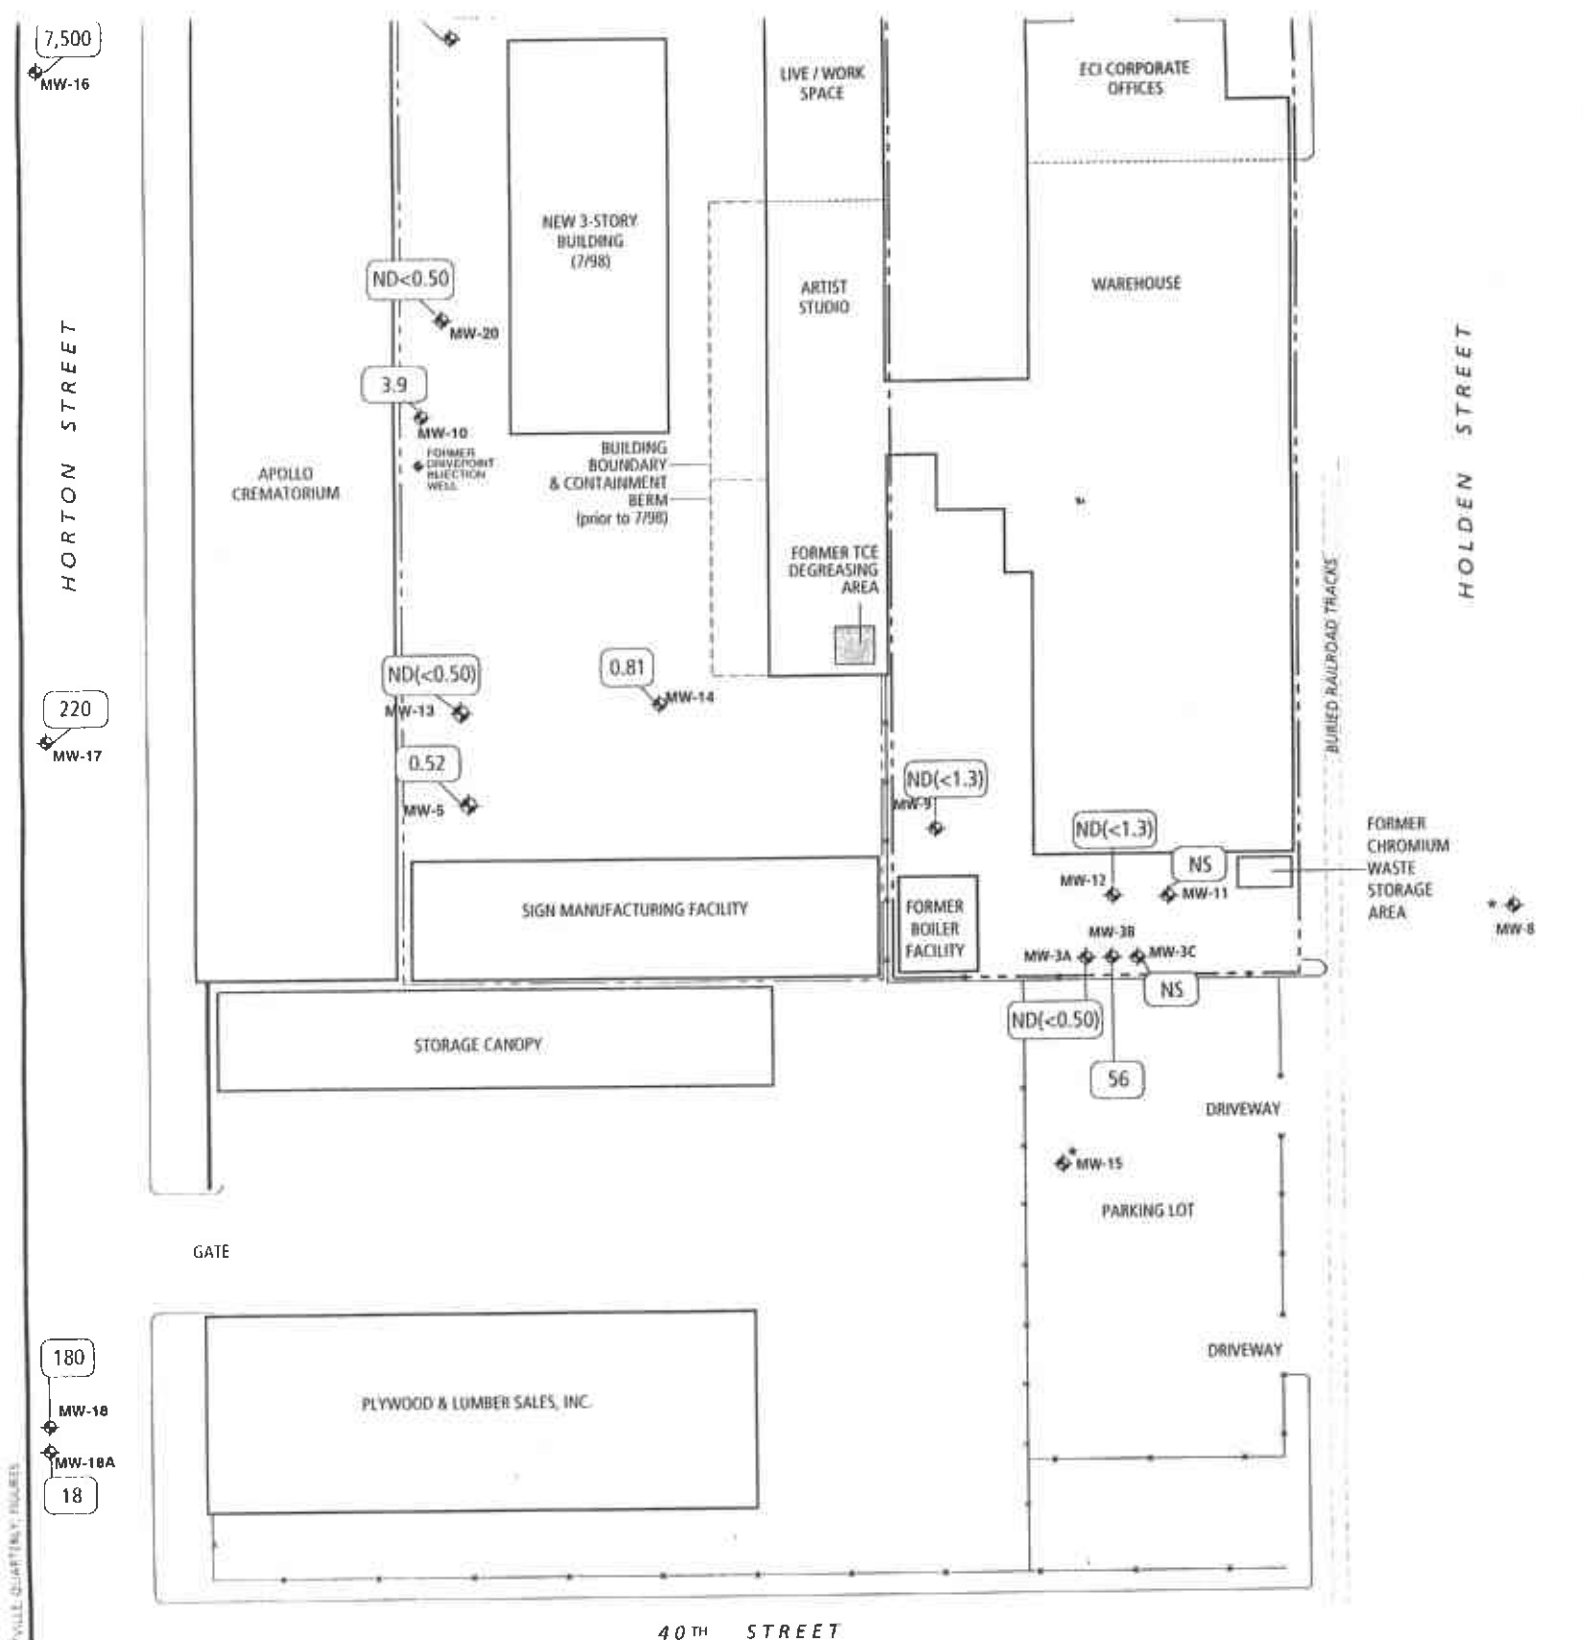 7,500
MW-16
LIVE / WORK
SPACE
ECI CORPORATE
OFFICES
NEW 3-STORY
BUILDING
(7/98)
ND<0.50
MW-20
ARTIST
STUDIO
WAREHOUSE
HORTON STREET
HOLDEN STREET
3.9
MW-10
FORMER
DRIVEPOINT
INJECTION
WELL
APOLLO
CREMATORIUM
BUILDING
BOUNDARY
& CONTAINMENT
BERM
(prior to 7/98)
FORMER TCE
DEGREASING
AREA
BURIED RAILROAD TRACKS
ND(<0.50)
MW-13
0.81
MW-14
220
MW-17
0.52
MW-5
ND(<1.3)
MW-9
ND(<1.3)
MW-12
NS
MW-11
FORMER
CHROMIUM
WASTE
STORAGE
AREA
* MW-8
SIGN MANUFACTURING FACILITY
FORMER
BOILER
FACILITY
MW-3B
MW-3A
MW-3C
NS
ND(<0.50)
56
STORAGE CANOPY
DRIVEWAY
* MW-15
PARKING LOT
GATE
DRIVEWAY
180
MW-18
MW-18A
18
PLYWOOD & LUMBER SALES, INC.
QUARTERLY: FIGURES
40TH STREET